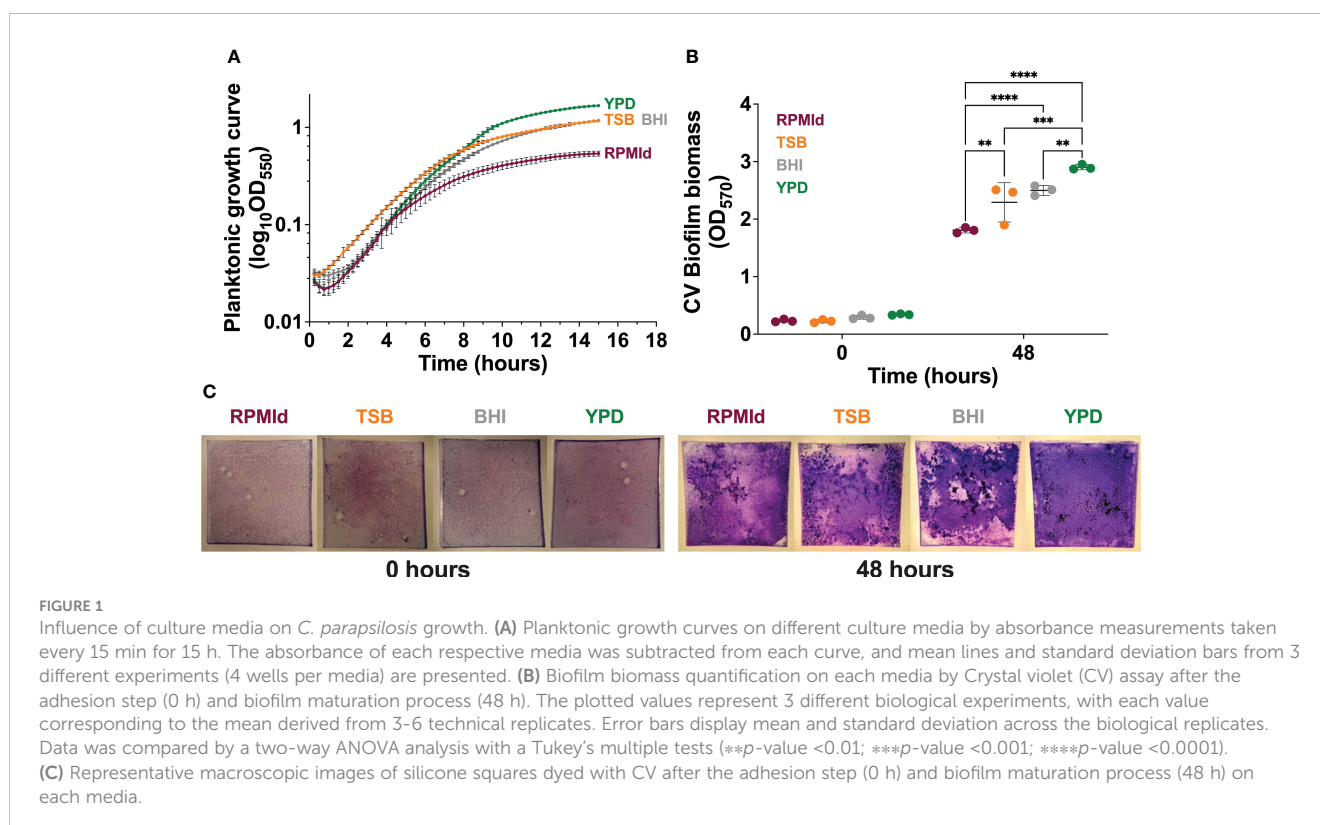 A
Planktonic growth curve
(log10OD550)
1
0.1
0.01
0 2 4 6 8 10 12 14 16 18
Time (hours)
YPD
TSB BHI
RPMId
B
CV Biofilm biomass
(OD570)
4
3
2
1
0
RPMId
TSB
BHI
YPD
****
****
***
**
**
0 48
Time (hours)
C
RPMId TSB BHI YPD RPMId TSB BHI YPD
0 hours 48 hours
FIGURE 1
Influence of culture media on C. parapsilosis growth. (A) Planktonic growth curves on different culture media by absorbance measurements taken
every 15 min for 15 h. The absorbance of each respective media was subtracted from each curve, and mean lines and standard deviation bars from 3
different experiments (4 wells per media) are presented. (B) Biofilm biomass quantification on each media by Crystal violet (CV) assay after the
adhesion step (0 h) and biofilm maturation process (48 h). The plotted values represent 3 different biological experiments, with each value
corresponding to the mean derived from 3-6 technical replicates. Error bars display mean and standard deviation across the biological replicates.
Data was compared by a two-way ANOVA analysis with a Tukey's multiple tests (**p-value <0.01; ***p-value <0.001; ****p-value <0.0001).
(C) Representative macroscopic images of silicone squares dyed with CV after the adhesion step (0 h) and biofilm maturation process (48 h) on
each media.